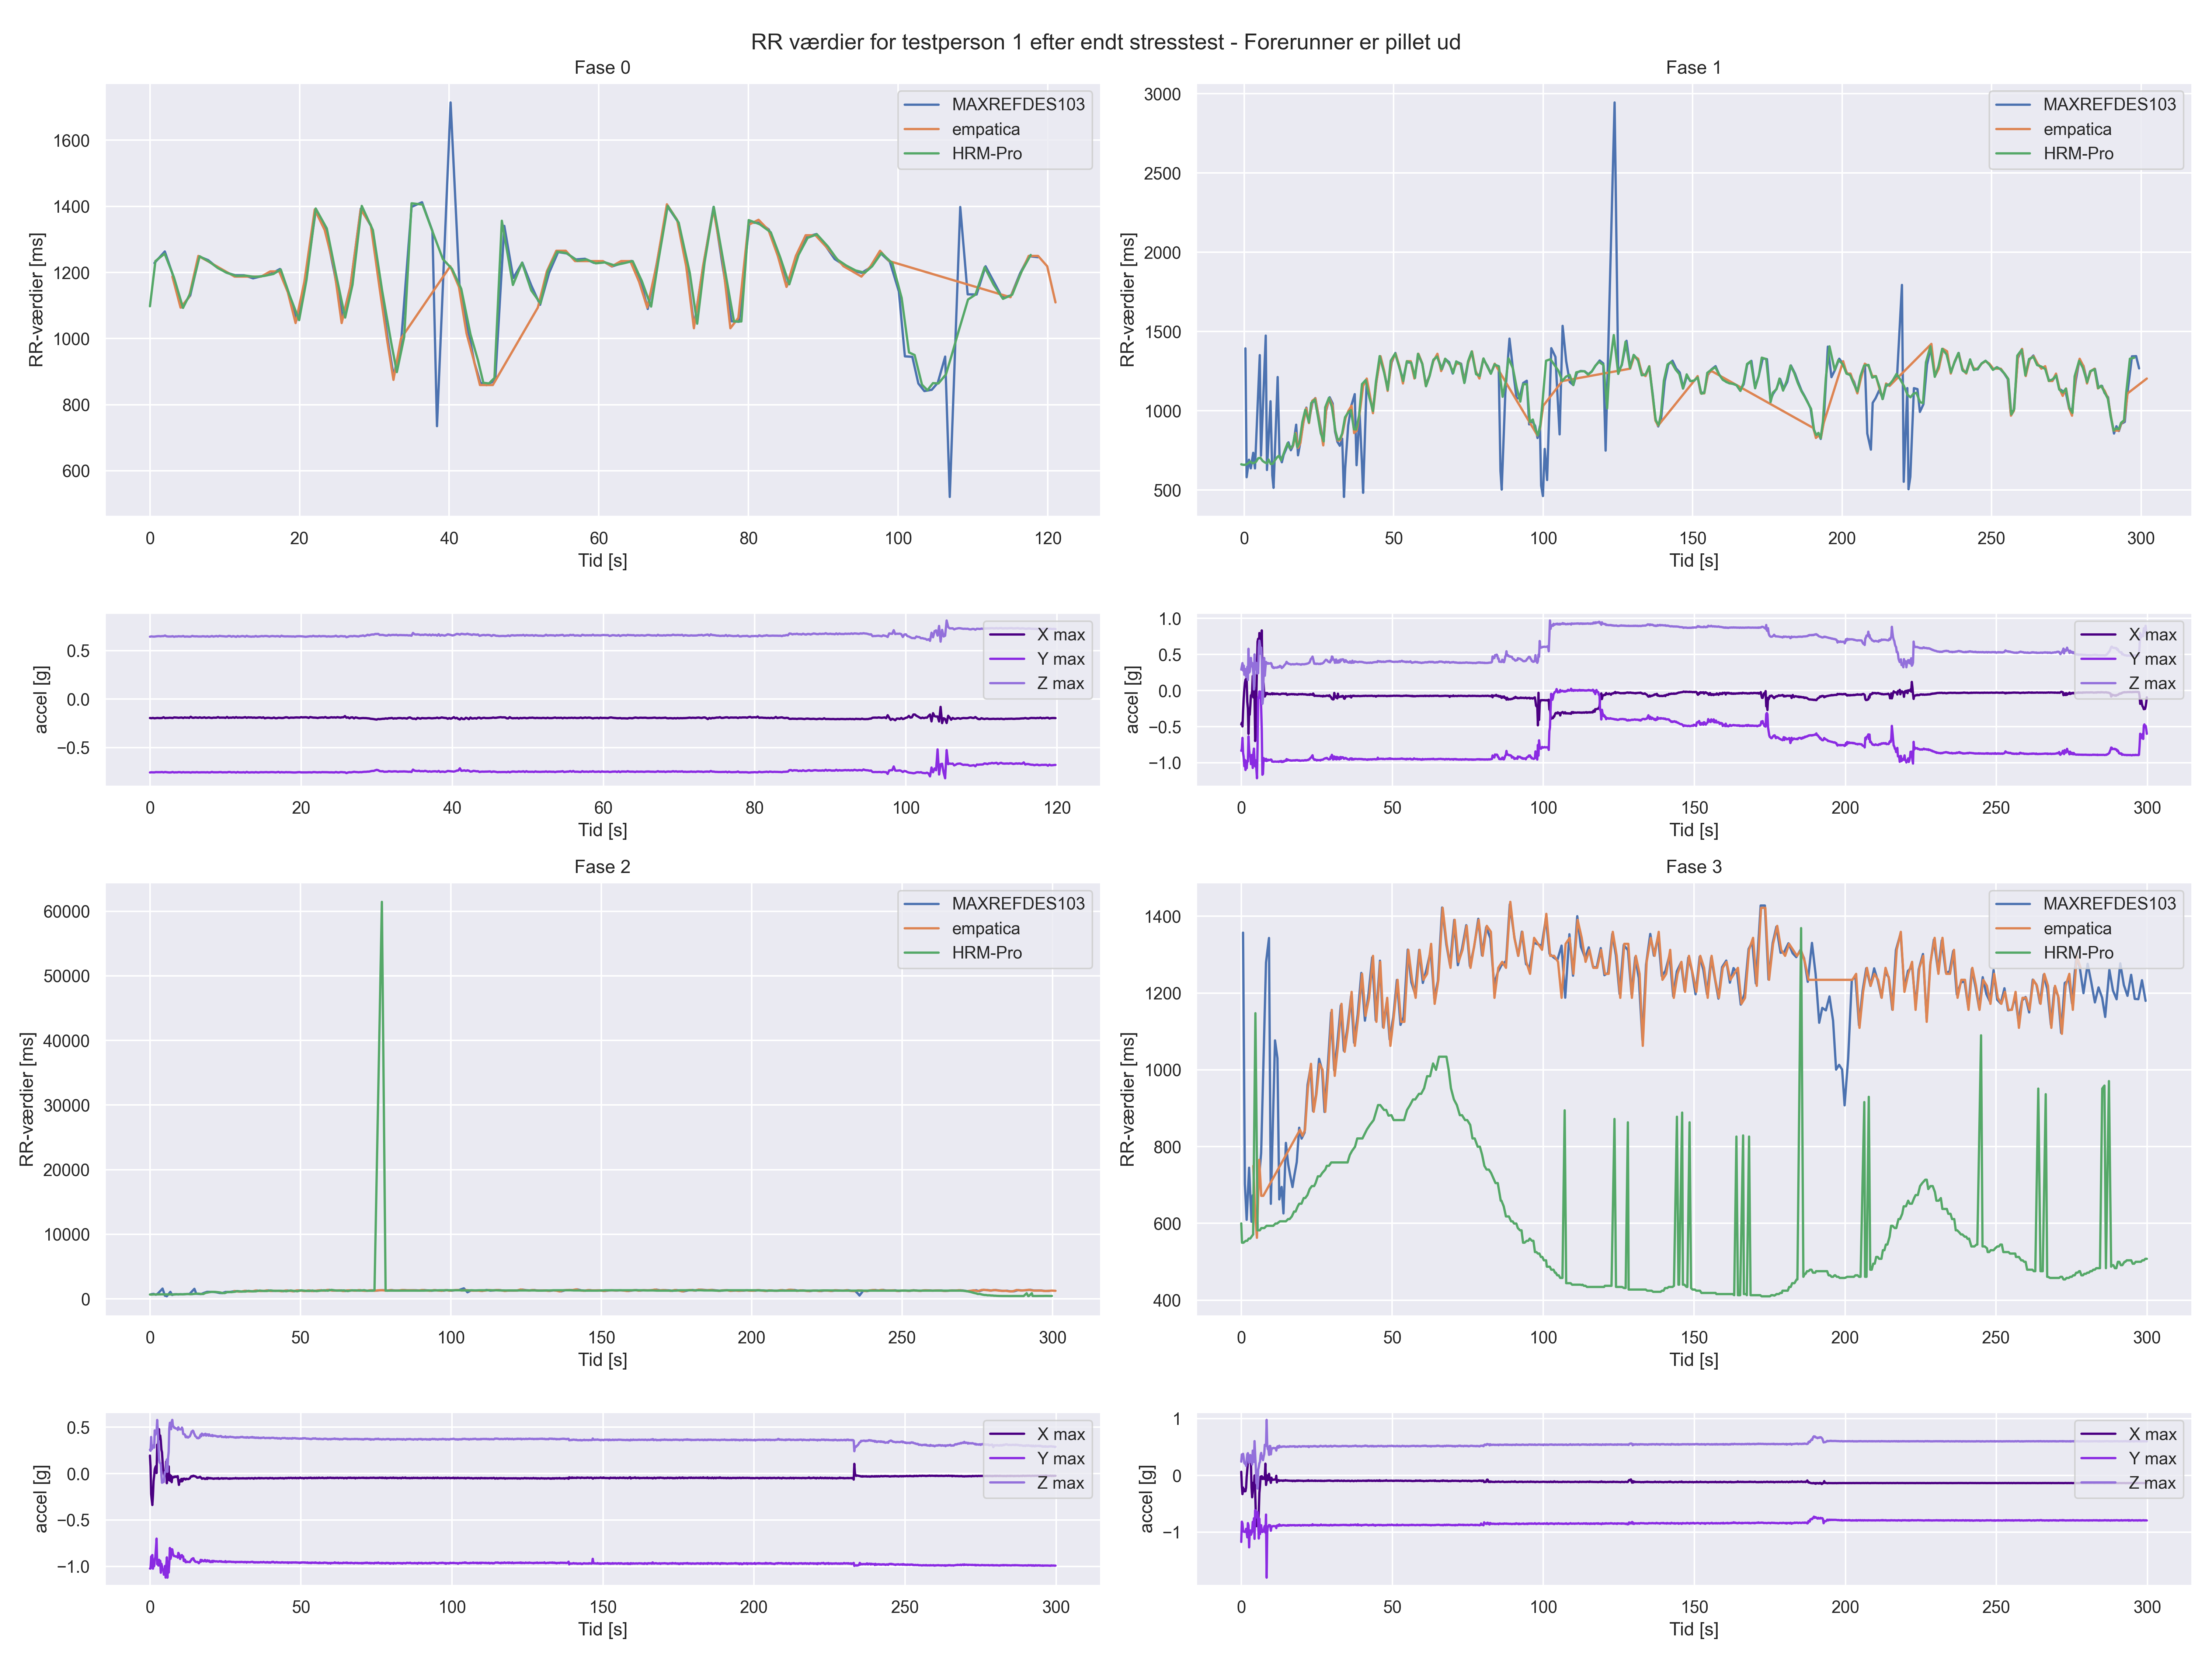 RR værdier for testperson 1 efter endt stresstest - Forerunner er pillet ud
Fase 0
RR-værdier [ms]
1600
1400
1200
1000
800
600
MAXREFDES103
empatica
HRM-Pro
0 20 40 60 80 100 120
Tid [s]
Fase 1
RR-værdier [ms]
3000
2500
2000
1500
1000
500
MAXREFDES103
empatica
HRM-Pro
0 50 100 150 200 250 300
Tid [s]
accel [g]
0.5
0.0
−0.5
X max
Y max
Z max
0 20 40 60 80 100 120
Tid [s]
accel [g]
1.0
0.5
0.0
−0.5
−1.0
X max
Y max
Z max
0 50 100 150 200 250 300
Tid [s]
Fase 2
RR-værdier [ms]
60000
50000
40000
30000
20000
10000
0
MAXREFDES103
empatica
HRM-Pro
0 50 100 150 200 250 300
Tid [s]
Fase 3
RR-værdier [ms]
1400
1200
1000
800
600
400
MAXREFDES103
empatica
HRM-Pro
0 50 100 150 200 250 300
Tid [s]
accel [g]
0.5
0.0
−0.5
−1.0
X max
Y max
Z max
0 50 100 150 200 250 300
Tid [s]
accel [g]
1
0
−1
X max
Y max
Z max
0 50 100 150 200 250 300
Tid [s]